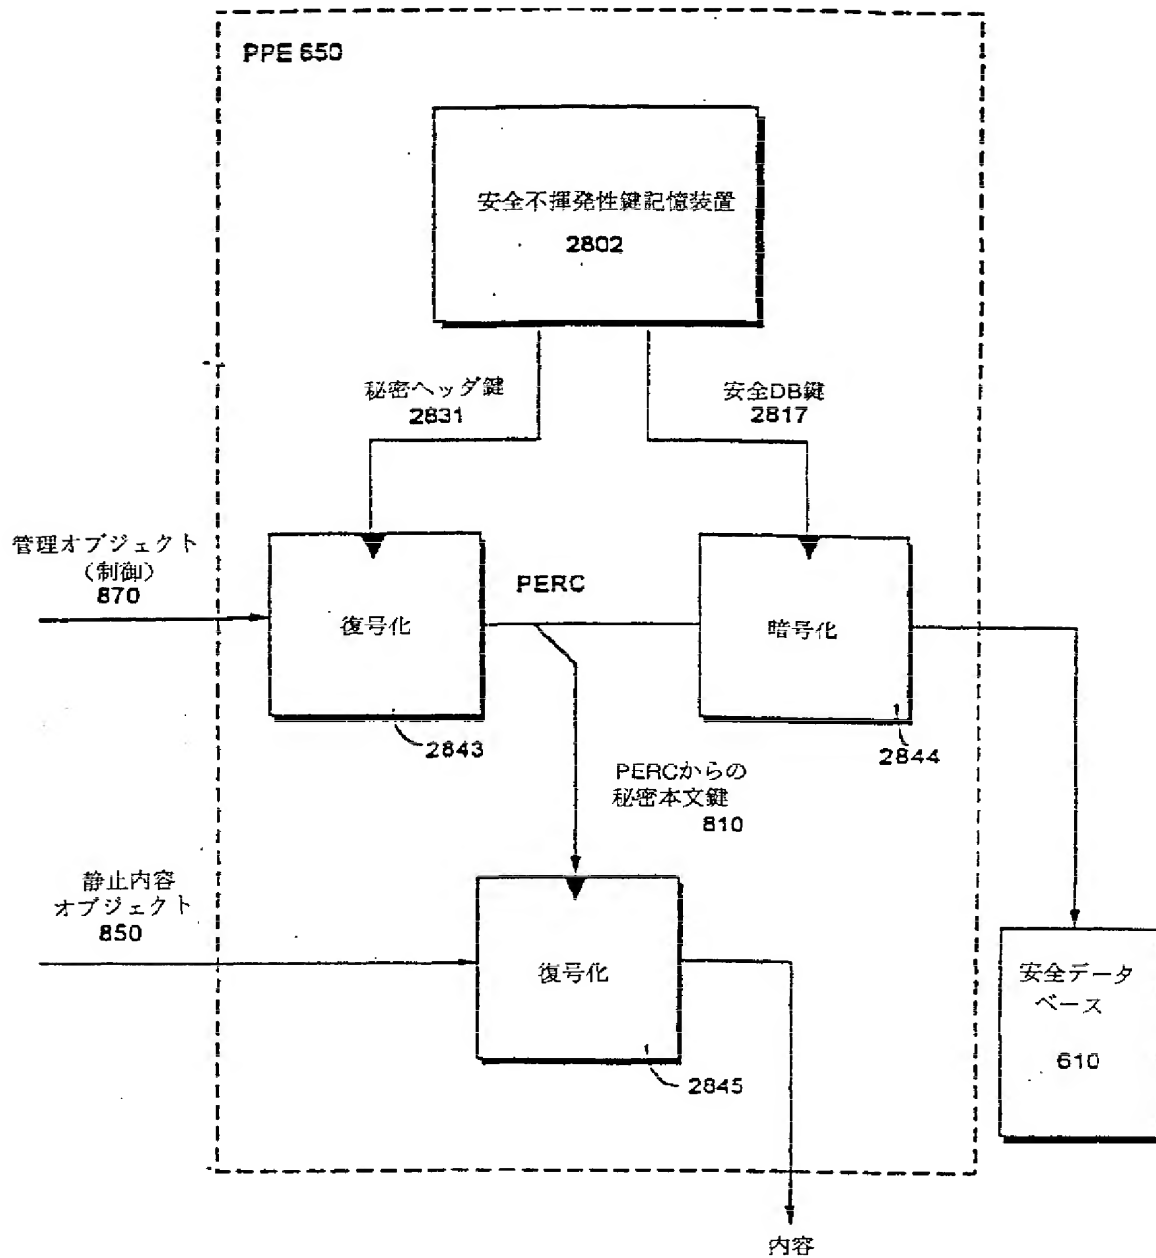 PPE 650
安全不揮発性鍵記憶装置
2802
秘密ヘッダ鍵
2831
安全DB鍵
2817
管理オブジェクト
（制御）
870
復号化
PERC
暗号化
2843
2844
PERCからの
秘密本文鍵
810
静止内容
オブジェクト
850
復号化
2845
安全データ
ベース
610
内容